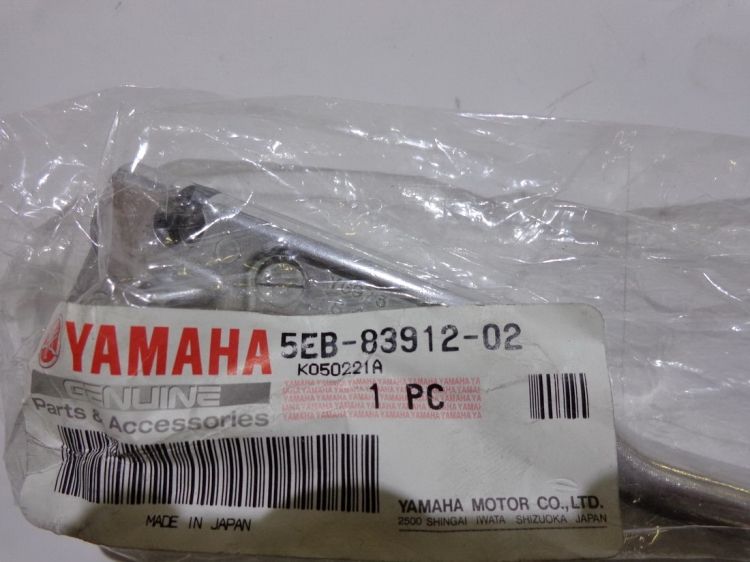 YAMAHA
GENUINE
Parts & Accessories
5EB-83912-02
K050221A
1 PC
MADE IN JAPAN
YAMAHA MOTOR CO.,LTD.
2500 SHINGAI IWATA SHIZUOKA JAPAN